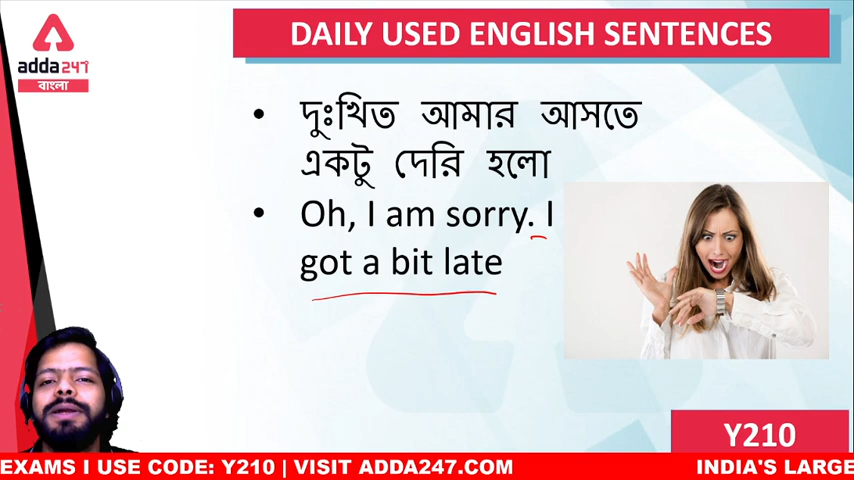 adda247
বাংলা
DAILY USED ENGLISH SENTENCES
• দুঃখিত আমার আসতে
একটু দেরি হলো
• Oh, I am sorry. I
got a bit late
Y210
EXAMS I USE CODE: Y210 | VISIT ADDA247.COM INDIA'S LARGE